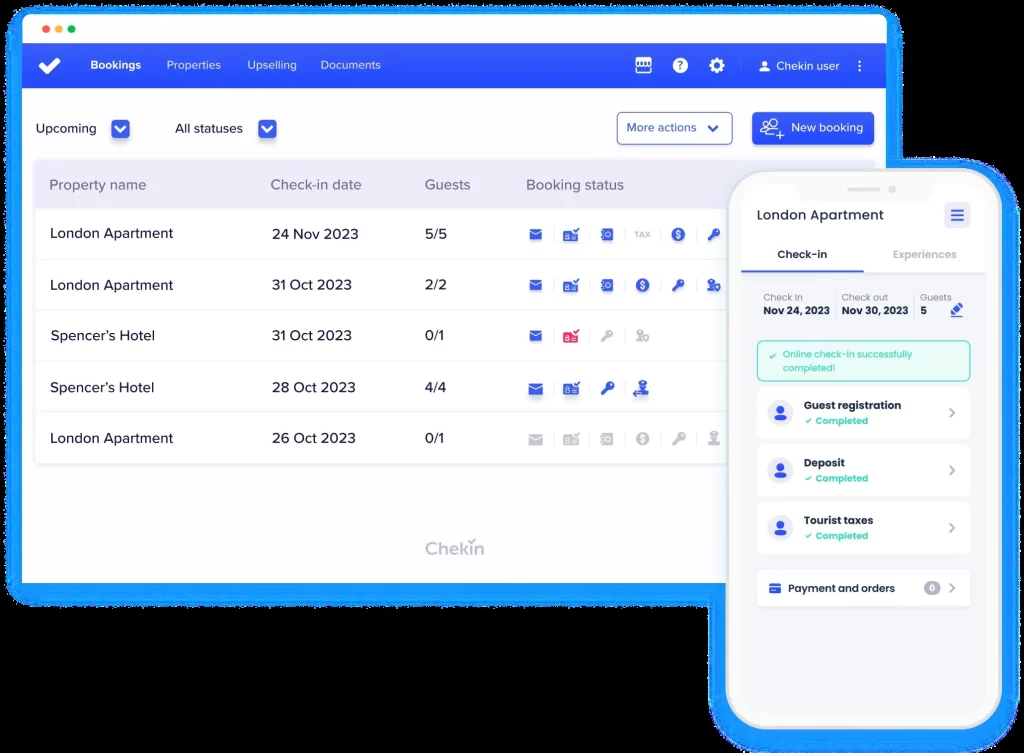 Bookings Properties Upselling Documents ? Chekin user
Upcoming All statuses More actions New booking
Property name Check-in date Guests Booking status
London Apartment 24 Nov 2023 5/5 TAX $
London Apartment 31 Oct 2023 2/2 $
Spencer's Hotel 31 Oct 2023 0/1
Spencer's Hotel 28 Oct 2023 4/4
London Apartment 26 Oct 2023 0/1 $
Chekin
London Apartment
Check-in Experiences
Check In Check out Guests
Nov 24, 2023 Nov 30, 2023 5
Online check-in successfully
completed!
Guest registration
Completed
Deposit
Completed
Tourist taxes
Completed
Payment and orders 0